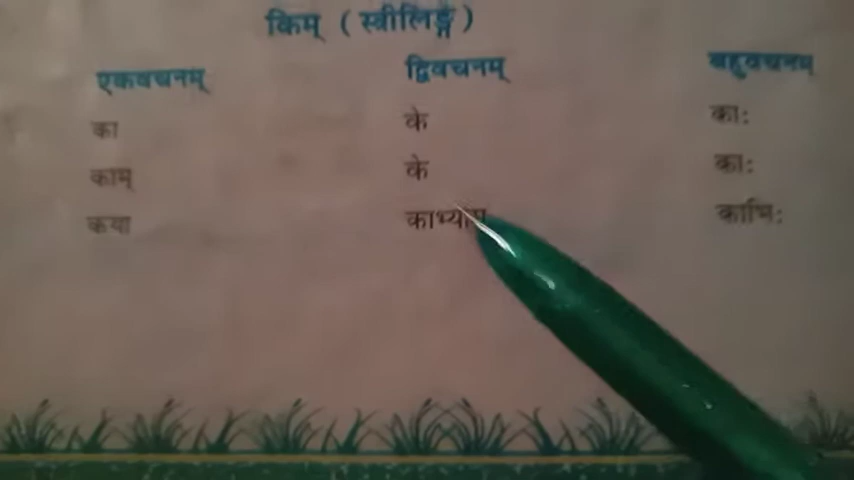 किम् ( स्त्रीलिङ्ग )
एकवचनम् द्विवचनम् बहुवचनम्
का के काः
काम् के काः
कया काभ्याम् काभिः